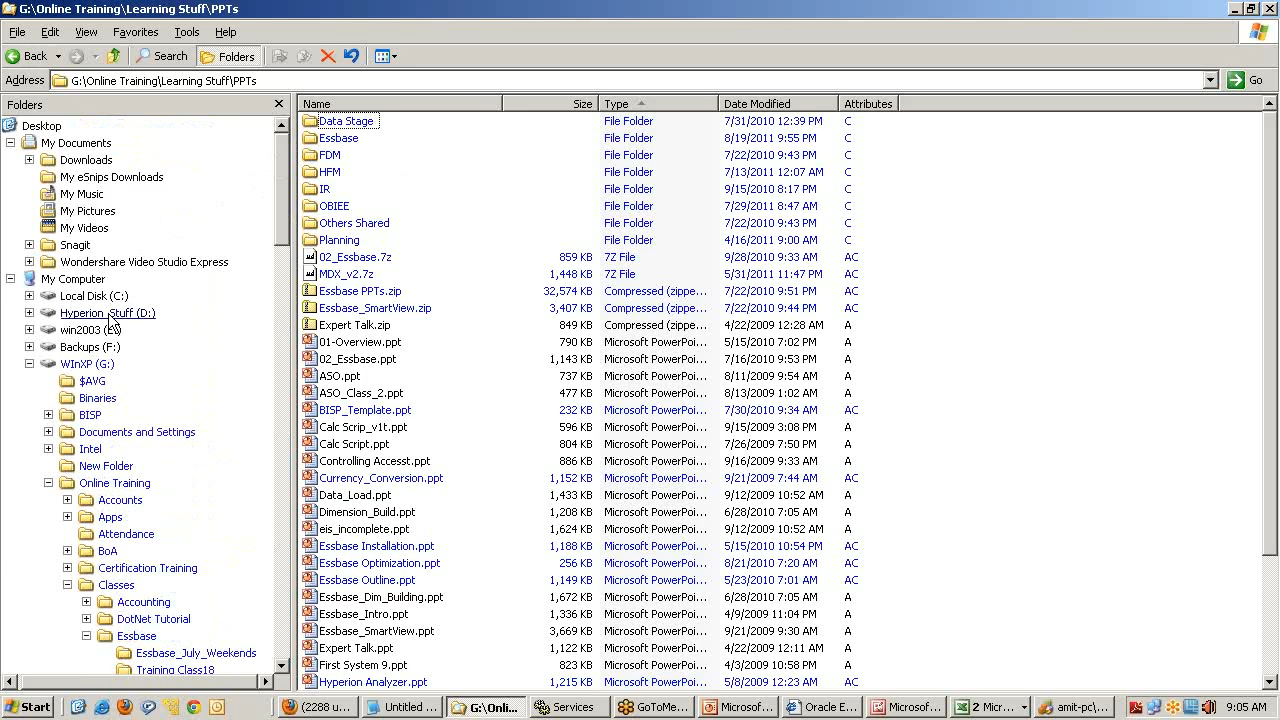 G:\Online Training\Learning Stuff\PPTs
File Edit View Favorites Tools Help
Back Search Folders
Address G:\Online Training\Learning Stuff\PPTs Go
Folders
Desktop
My Documents
Downloads
My eSnips Downloads
My Music
My Pictures
My Videos
Snagit
Wondershare Video Studio Express
My Computer
Local Disk (C:)
Hyperion_Stuff (D:)
win2003
Backups (F:)
WInXP (G:)
$AVG
Binaries
BISP
Documents and Settings
Intel
New Folder
Online Training
Accounts
Apps
Attendance
BoA
Certification Training
Classes
Accounting
DotNet Tutorial
Essbase
Essbase_July_Weekends
Training Class18
Name Size Type Date Modified Attributes
Data Stage File Folder 7/31/2010 12:39 PM C
Essbase File Folder 8/19/2011 9:55 PM C
FDM File Folder 7/22/2010 9:43 PM C
HFM File Folder 7/13/2011 12:07 AM C
IR File Folder 9/15/2010 8:17 PM C
OBIEE File Folder 7/29/2011 8:47 AM C
Others Shared File Folder 7/22/2010 9:43 PM C
Planning File Folder 4/16/2011 9:00 AM C
02_Essbase.7z 859 KB 7Z File 9/28/2010 9:33 AM AC
MDX_v2.7z 1,448 KB 7Z File 5/31/2011 11:47 PM AC
Essbase PPTs.zip 32,574 KB Compressed (zippe... 7/22/2010 9:51 PM AC
Essbase_SmartView.zip 3,407 KB Compressed (zippe... 7/22/2010 9:44 PM AC
Expert Talk.zip 849 KB Compressed (zippe... 4/22/2009 12:28 AM A
01-Overview.ppt 790 KB Microsoft PowerPoi... 5/15/2010 7:02 PM A
02_Essbase.ppt 1,143 KB Microsoft PowerPoi... 7/16/2010 9:53 PM A
ASO.ppt 737 KB Microsoft PowerPoi... 8/11/2009 9:54 AM A
ASO_Class_2.ppt 477 KB Microsoft PowerPoi... 8/13/2009 1:02 AM A
BISP_Template.ppt 232 KB Microsoft PowerPoi... 7/30/2010 9:34 AM AC
Calc Scrip_v1t.ppt 596 KB Microsoft PowerPoi... 9/15/2009 3:08 PM A
Calc Script.ppt 804 KB Microsoft PowerPoi... 7/26/2009 7:50 PM A
Controlling Accesst.ppt 886 KB Microsoft PowerPoi... 9/16/2009 9:33 AM A
Currency_Conversion.ppt 1,152 KB Microsoft PowerPoi... 9/21/2009 7:44 AM AC
Data_Load.ppt 1,433 KB Microsoft PowerPoi... 9/12/2009 10:52 AM A
Dimension_Build.ppt 1,208 KB Microsoft PowerPoi... 6/28/2010 7:05 AM A
eis_incomplete.ppt 1,624 KB Microsoft PowerPoi... 9/12/2009 10:52 AM A
Essbase Installation.ppt 1,188 KB Microsoft PowerPoi... 5/15/2010 10:54 PM AC
Essbase Optimization.ppt 256 KB Microsoft PowerPoi... 8/21/2010 7:20 AM AC
Essbase Outline.ppt 1,149 KB Microsoft PowerPoi... 5/23/2010 7:01 AM AC
Essbase_Dim_Building.ppt 1,672 KB Microsoft PowerPoi... 6/28/2010 7:05 AM A
Essbase_Intro.ppt 1,336 KB Microsoft PowerPoi... 4/9/2009 11:04 PM A
Essbase_SmartView.ppt 3,669 KB Microsoft PowerPoi... 9/21/2009 9:30 AM A
Expert Talk.ppt 1,122 KB Microsoft PowerPoi... 4/23/2009 12:11 AM A
First System 9.ppt 823 KB Microsoft PowerPoi... 4/3/2009 10:58 PM A
Hyperion Analyzer.ppt 1,215 KB Microsoft PowerPoi... 5/8/2009 12:23 AM AC
Start (2288 u... Untitled ... G:\Onli... Services GoToMe... Microsof... Oracle E... Microsof... 2 Micros... amit-pc\... 9:05 AM